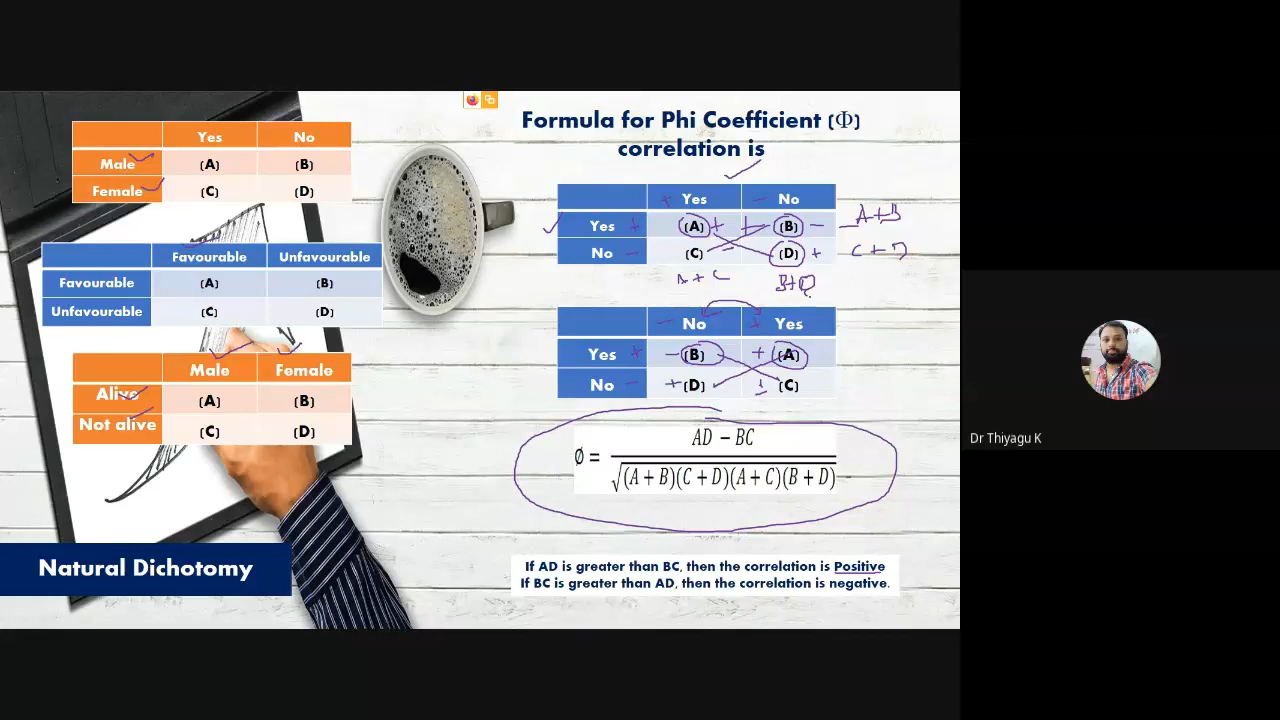 Yes No
Male (A) (B)
Female (C) (D)
Favourable Unfavourable
Favourable (A) (B)
Unfavourable (C) (D)
Male Female
Alive (A) (B)
Not alive (C) (D)
Natural Dichotomy
Formula for Phi Coefficient (Φ)
correlation is
+ Yes − No
Yes + (A) + + (B) − A+B
No − (C) − (D) + C+D
A+C B+D
− No + Yes
Yes + − (B) + (A)
No − + (D) + (C)
Ø = AD − BC / √(A + B)(C + D)(A + C)(B + D)
If AD is greater than BC, then the correlation is Positive
If BC is greater than AD, then the correlation is negative.
Dr Thiyagu K